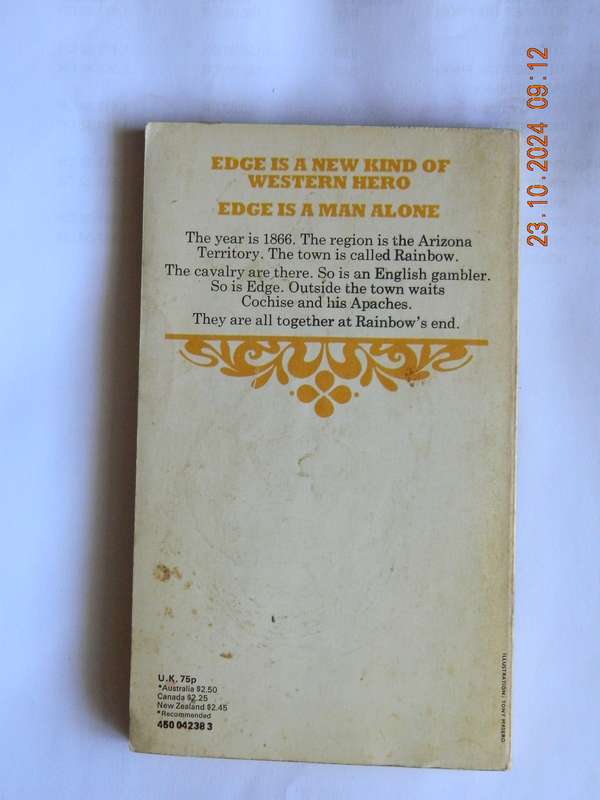 EDGE IS A NEW KIND OF
WESTERN HERO
EDGE IS A MAN ALONE
The year is 1866. The region is the Arizona
Territory. The town is called Rainbow.
The cavalry are there. So is an English gambler.
So is Edge. Outside the town waits
Cochise and his Apaches.
They are all together at Rainbow's end.
U.K. 75p
*Australia $2.50
Canada $2.25
New Zealand $2.45
*Recommended
450 04238 3
ILLUSTRATION: TONY MASERO
23.10.2024 09:12